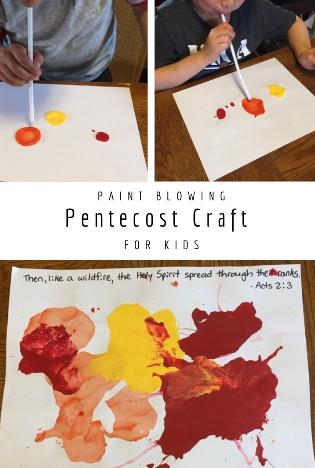 PAINT BLOWING
Pentecost Craft
FOR KIDS
Then, like a wildfire, the Holy Spirit spread through their ranks.
- Acts 2:3